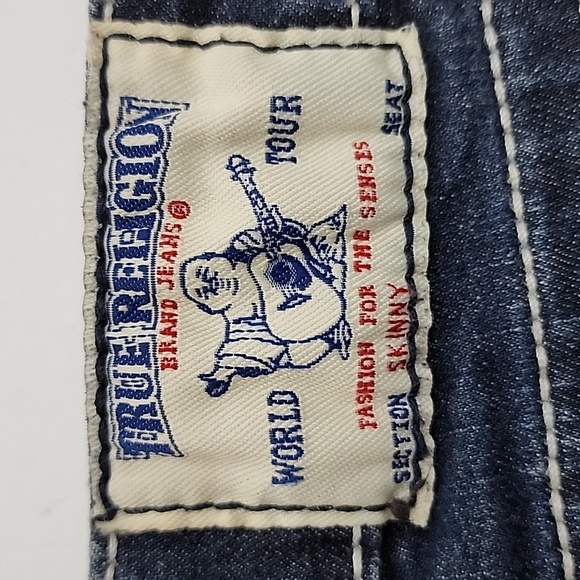 TRUE RELIGION
BRAND JEANS ®
WORLD TOUR
FASHION FOR THE SENSES
SECTION SKINNY SEAT